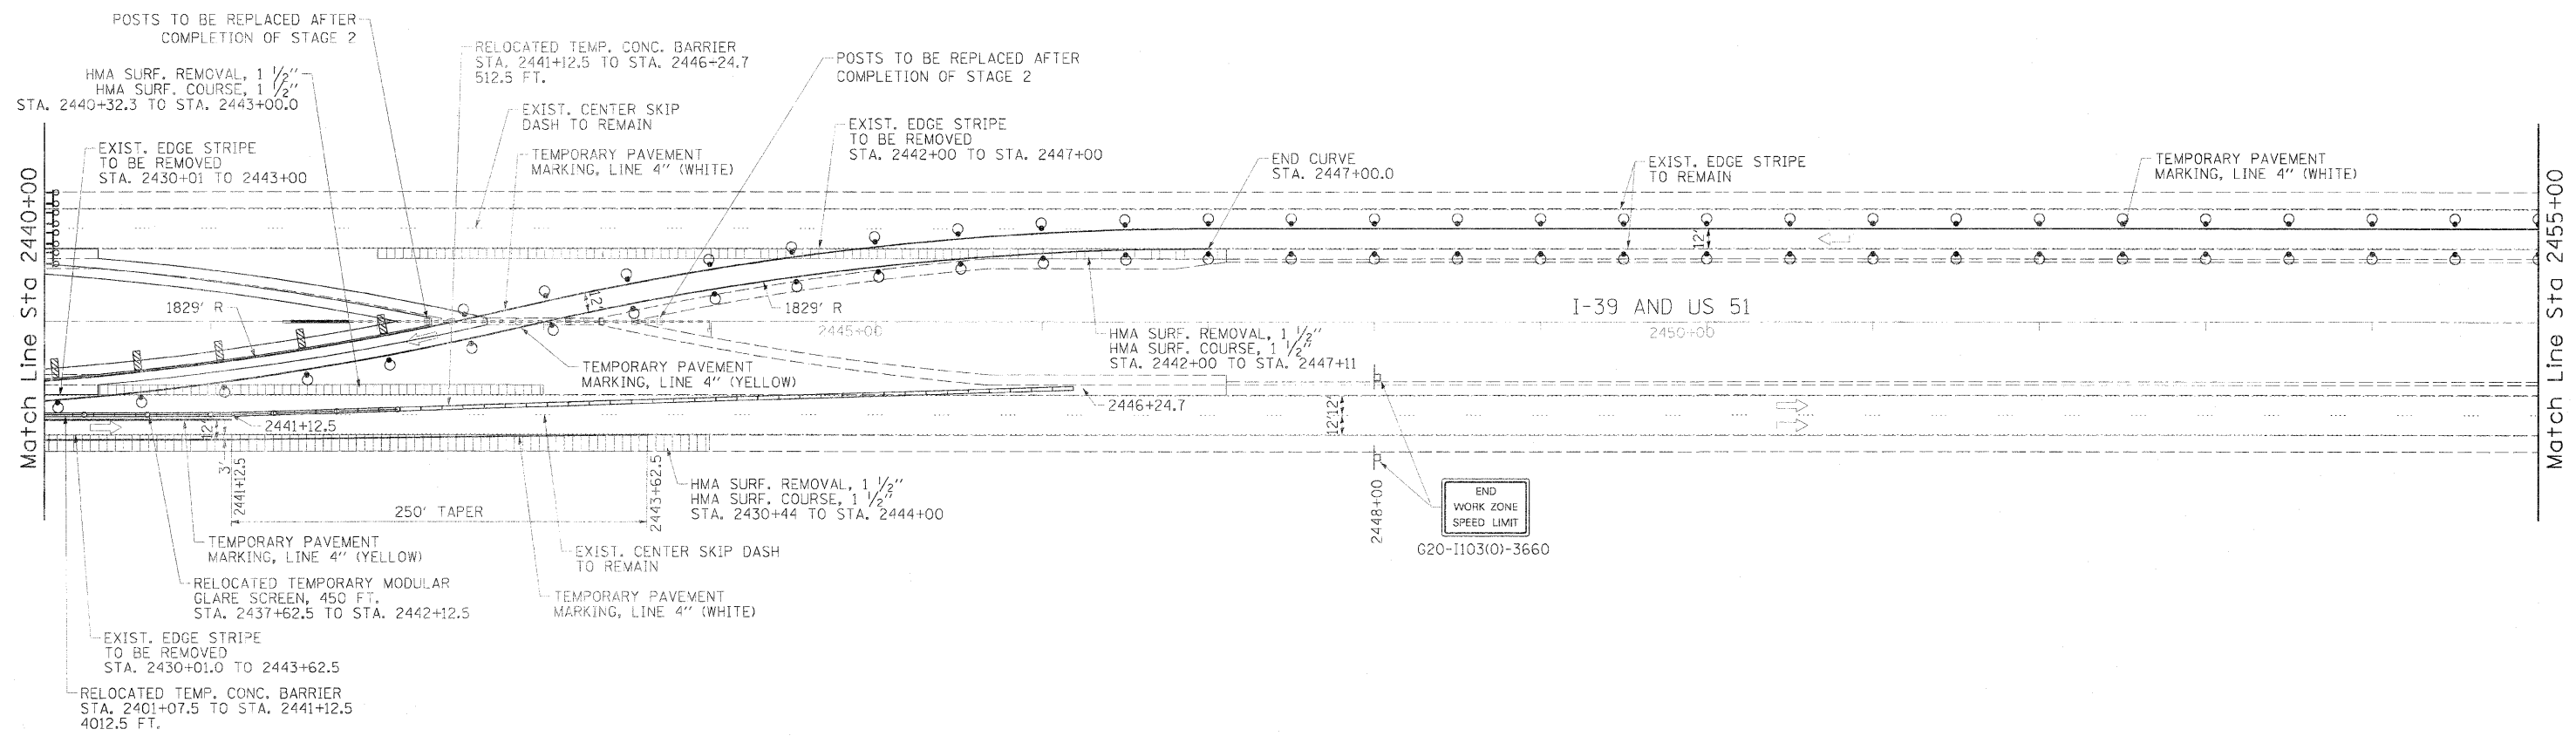 POSTS TO BE REPLACED AFTER
COMPLETION OF STAGE 2
HMA SURF. REMOVAL, 1 1/2"
HMA SURF. COURSE, 1 1/2"
STA. 2440+32.3 TO STA. 2443+00.0
EXIST. EDGE STRIPE
TO BE REMOVED
STA. 2430+01 TO 2443+00
RELOCATED TEMP. CONC. BARRIER
STA. 2441+12.5 TO STA. 2446+24.7
512.5 FT.
EXIST. CENTER SKIP
DASH TO REMAIN
TEMPORARY PAVEMENT
MARKING, LINE 4" (WHITE)
POSTS TO BE REPLACED AFTER
COMPLETION OF STAGE 2
EXIST. EDGE STRIPE
TO BE REMOVED
STA. 2442+00 TO STA. 2447+00
END CURVE
STA. 2447+00.0
EXIST. EDGE STRIPE
TO REMAIN
TEMPORARY PAVEMENT
MARKING, LINE 4" (WHITE)
Match Line Sta 2440+00
Match Line Sta 2455+00
12'
12'
1829' R
1829' R
2445+00
I-39 AND US 51
2450+00
HMA SURF. REMOVAL, 1 1/2"
HMA SURF. COURSE, 1 1/2"
STA. 2442+00 TO STA. 2447+11
TEMPORARY PAVEMENT
MARKING, LINE 4" (YELLOW)
2446+24.7
2441+12.5
12'
3'
12'
12'
2441+12.5
2443+62.5
250' TAPER
HMA SURF. REMOVAL, 1 1/2"
HMA SURF. COURSE, 1 1/2"
STA. 2430+44 TO STA. 2444+00
2448+00
END
WORK ZONE
SPEED LIMIT
G20-I103(O)-3660
TEMPORARY PAVEMENT
MARKING, LINE 4" (YELLOW)
EXIST. CENTER SKIP DASH
TO REMAIN
RELOCATED TEMPORARY MODULAR
GLARE SCREEN, 450 FT.
STA. 2437+62.5 TO STA. 2442+12.5
TEMPORARY PAVEMENT
MARKING, LINE 4" (WHITE)
EXIST. EDGE STRIPE
TO BE REMOVED
STA. 2430+01.0 TO 2443+62.5
RELOCATED TEMP. CONC. BARRIER
STA. 2401+07.5 TO STA. 2441+12.5
4012.5 FT.